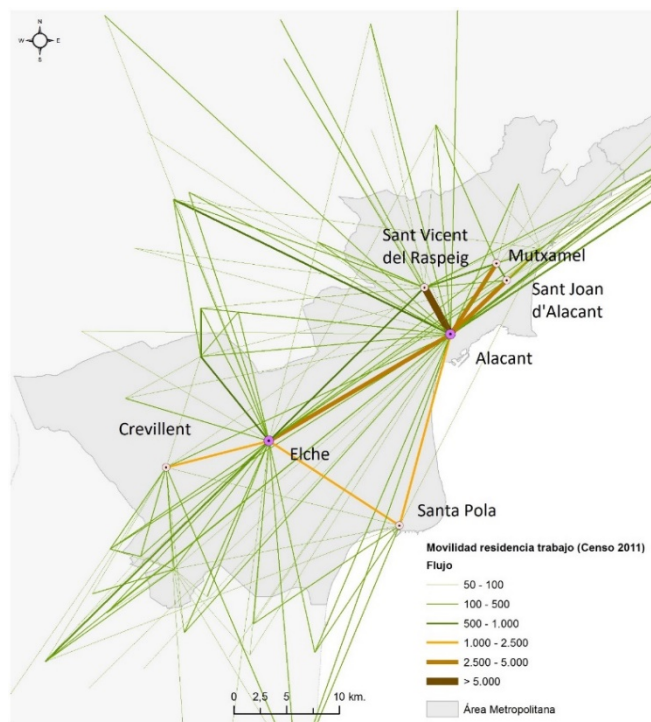 N
W E
S
Sant Vicent
del Raspeig
Mutxamel
Sant Joan
d'Alacant
Alacant
Crevillent
Elche
Santa Pola
Movilidad residencia trabajo (Censo 2011)
Flujo
50 - 100
100 - 500
500 - 1.000
1.000 - 2.500
2.500 - 5.000
> 5.000
Área Metropolitana
0 2,5 5 10 km.